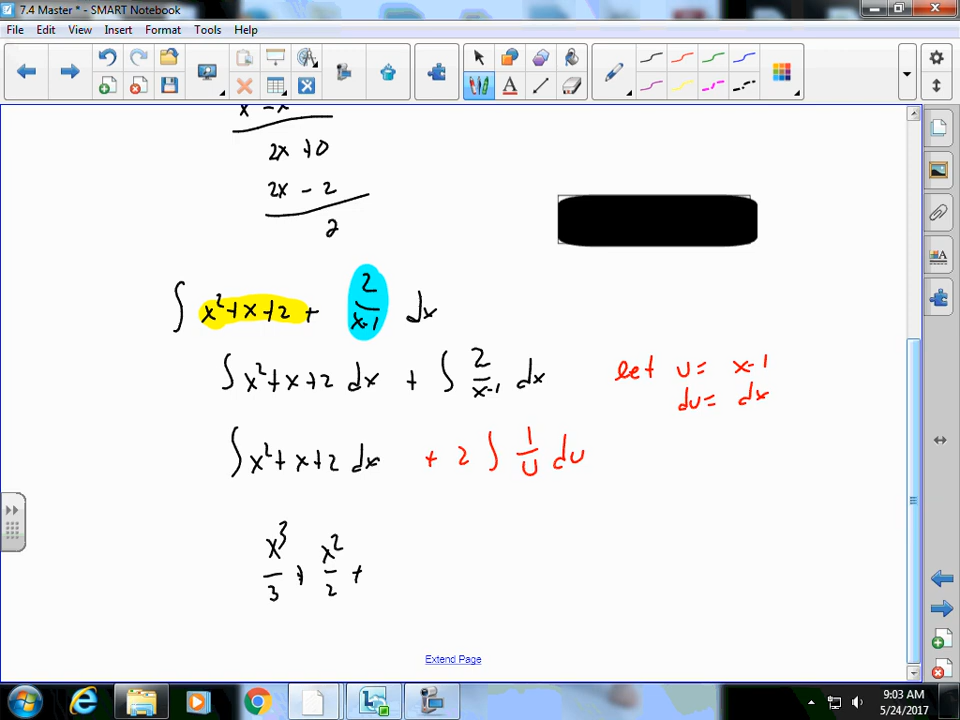 7.4 Master * - SMART Notebook
File Edit View Insert Format Tools Help
2x +0
2x - 2
2
∫ x²+x+2 + 2/(x-1) dx
∫ x²+x+2 dx + ∫ 2/(x-1) dx
let u= x-1
du= dx
∫ x²+x+2 dx + 2 ∫ 1/u du
x³/3 + x²/2 +
Extend Page
9:03 AM
5/24/2017